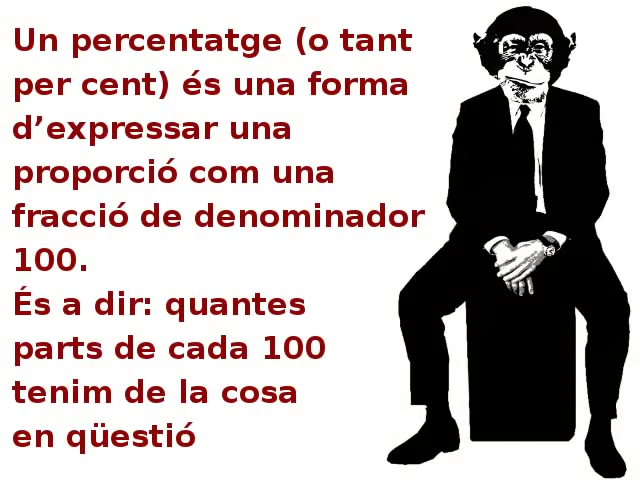 Un percentatge (o tant
per cent) és una forma
d’expressar una
proporció com una
fracció de denominador
100.
És a dir: quantes
parts de cada 100
tenim de la cosa
en qüestió